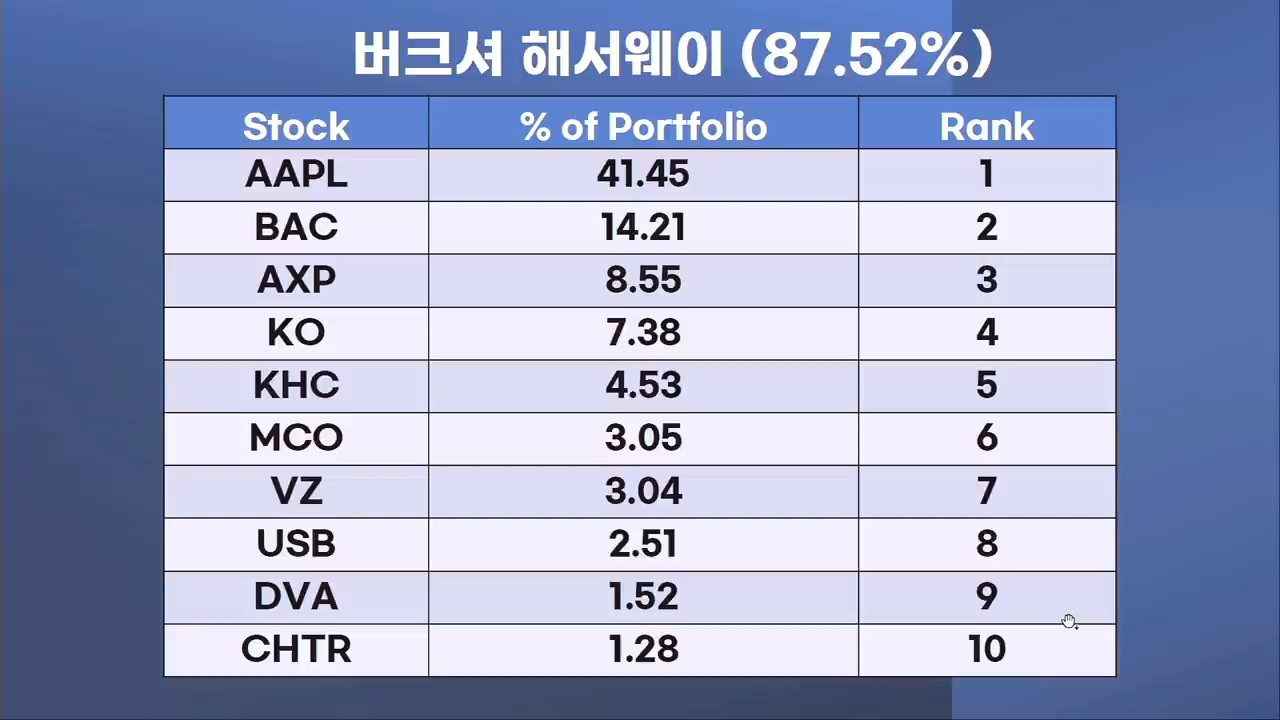 버크셔 해서웨이 (87.52%)
Stock % of Portfolio Rank
AAPL 41.45 1
BAC 14.21 2
AXP 8.55 3
KO 7.38 4
KHC 4.53 5
MCO 3.05 6
VZ 3.04 7
USB 2.51 8
DVA 1.52 9
CHTR 1.28 10